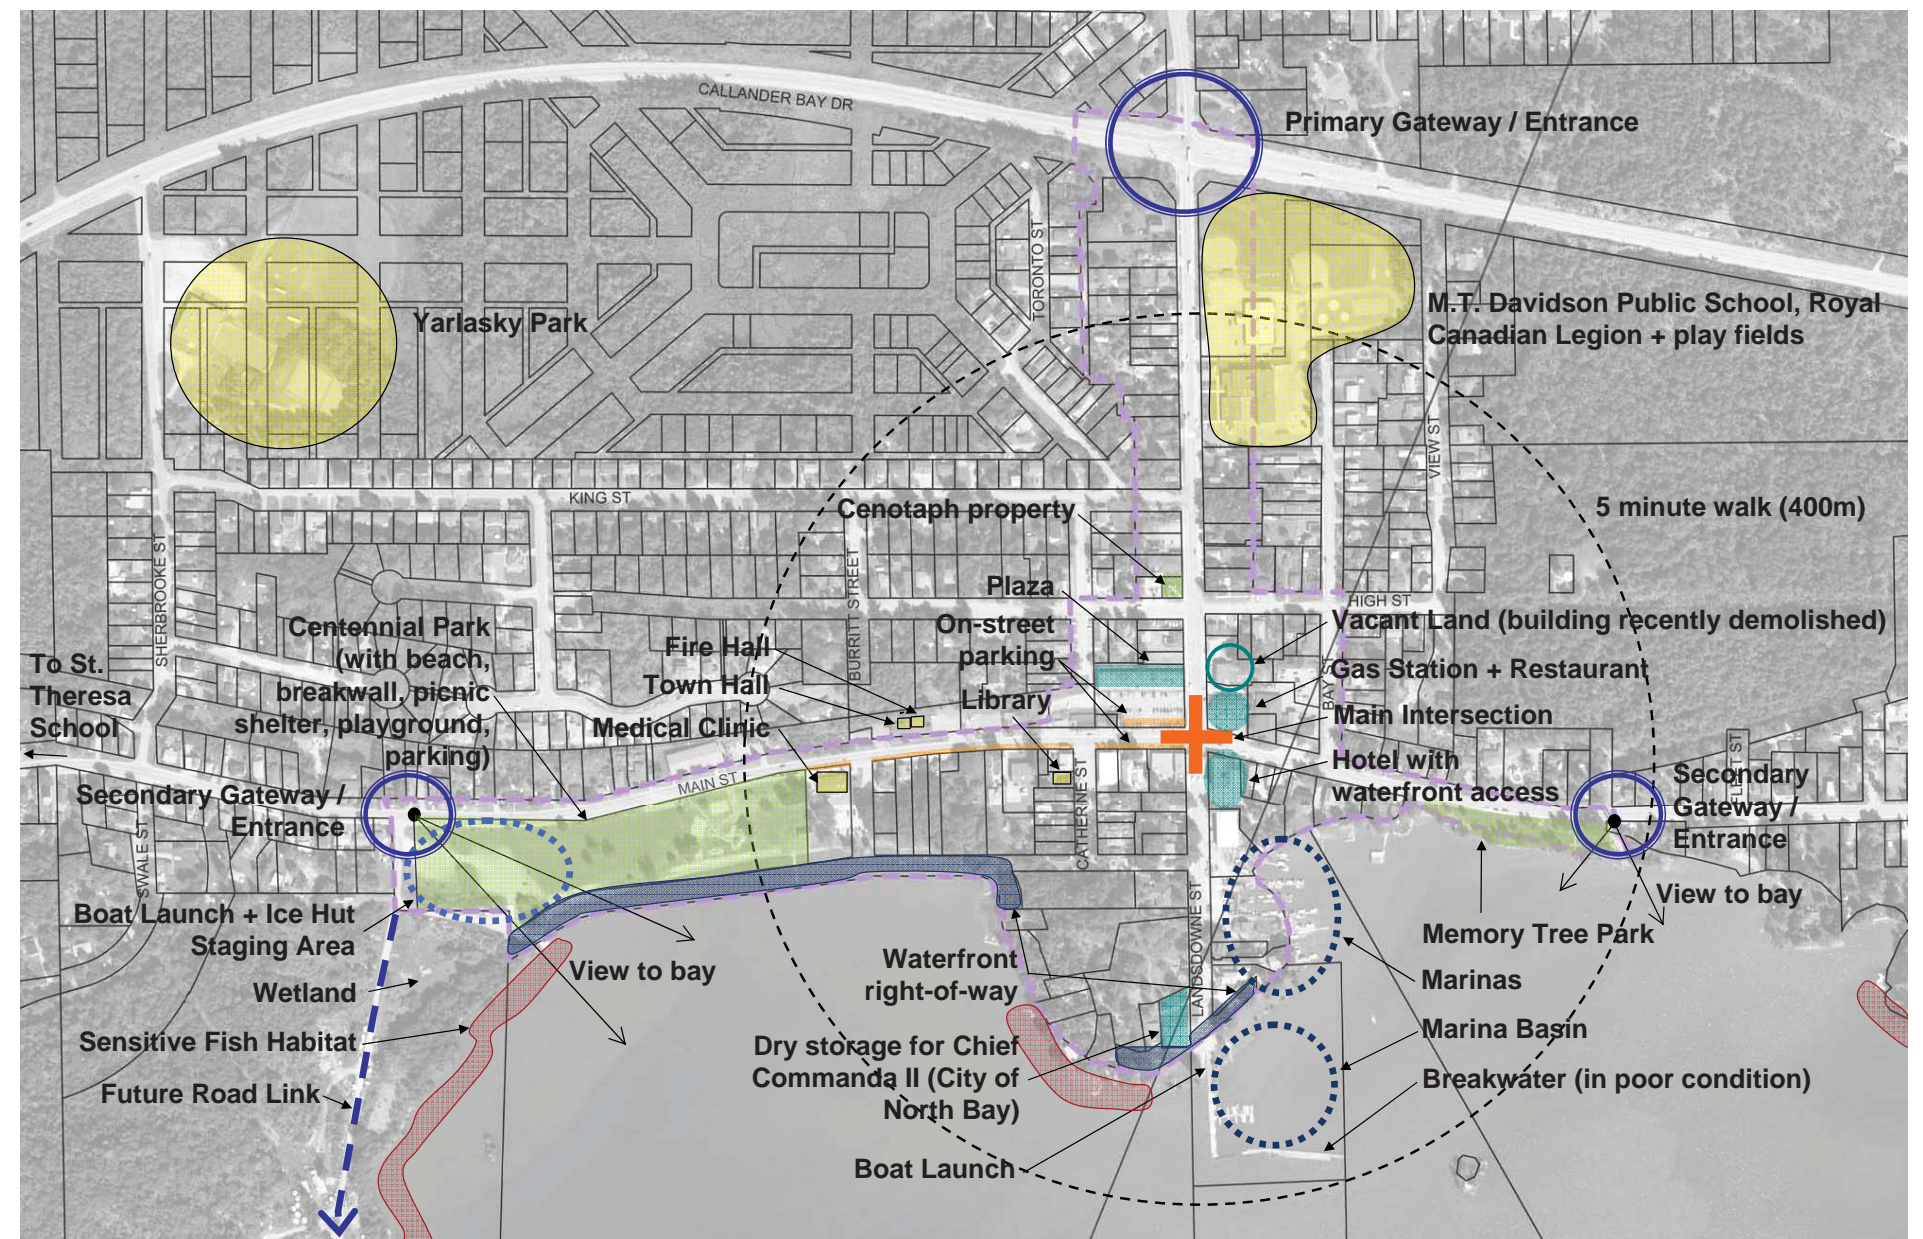 CALLANDER BAY DR
Primary Gateway / Entrance
TORONTO ST
M.T. Davidson Public School, Royal
Canadian Legion + play fields
Yarlasky Park
VIEW ST
KING ST
Cenotaph property
5 minute walk (400m)
SHERBROOKE ST
BURRITT STREET
Plaza
HIGH ST
On-street
parking
Vacant Land (building recently demolished)
Centennial Park
(with beach,
breakwall, picnic
shelter, playground,
parking)
Fire Hall
Town Hall
Medical Clinic
Library
BAY ST
Gas Station + Restaurant
Main Intersection
Hotel with
waterfront access
To St.
Theresa
School
MAIN ST
CATHERINE ST
Secondary Gateway /
Entrance
Secondary
Gateway /
Entrance
SWALE ST
LANDSDOWNE ST
View to bay
Boat Launch + Ice Hut
Staging Area
Memory Tree Park
View to bay
Waterfront
right-of-way
Marinas
Wetland
Sensitive Fish Habitat
Marina Basin
Dry storage for Chief
Commanda II (City of
North Bay)
Breakwater (in poor condition)
Future Road Link
Boat Launch